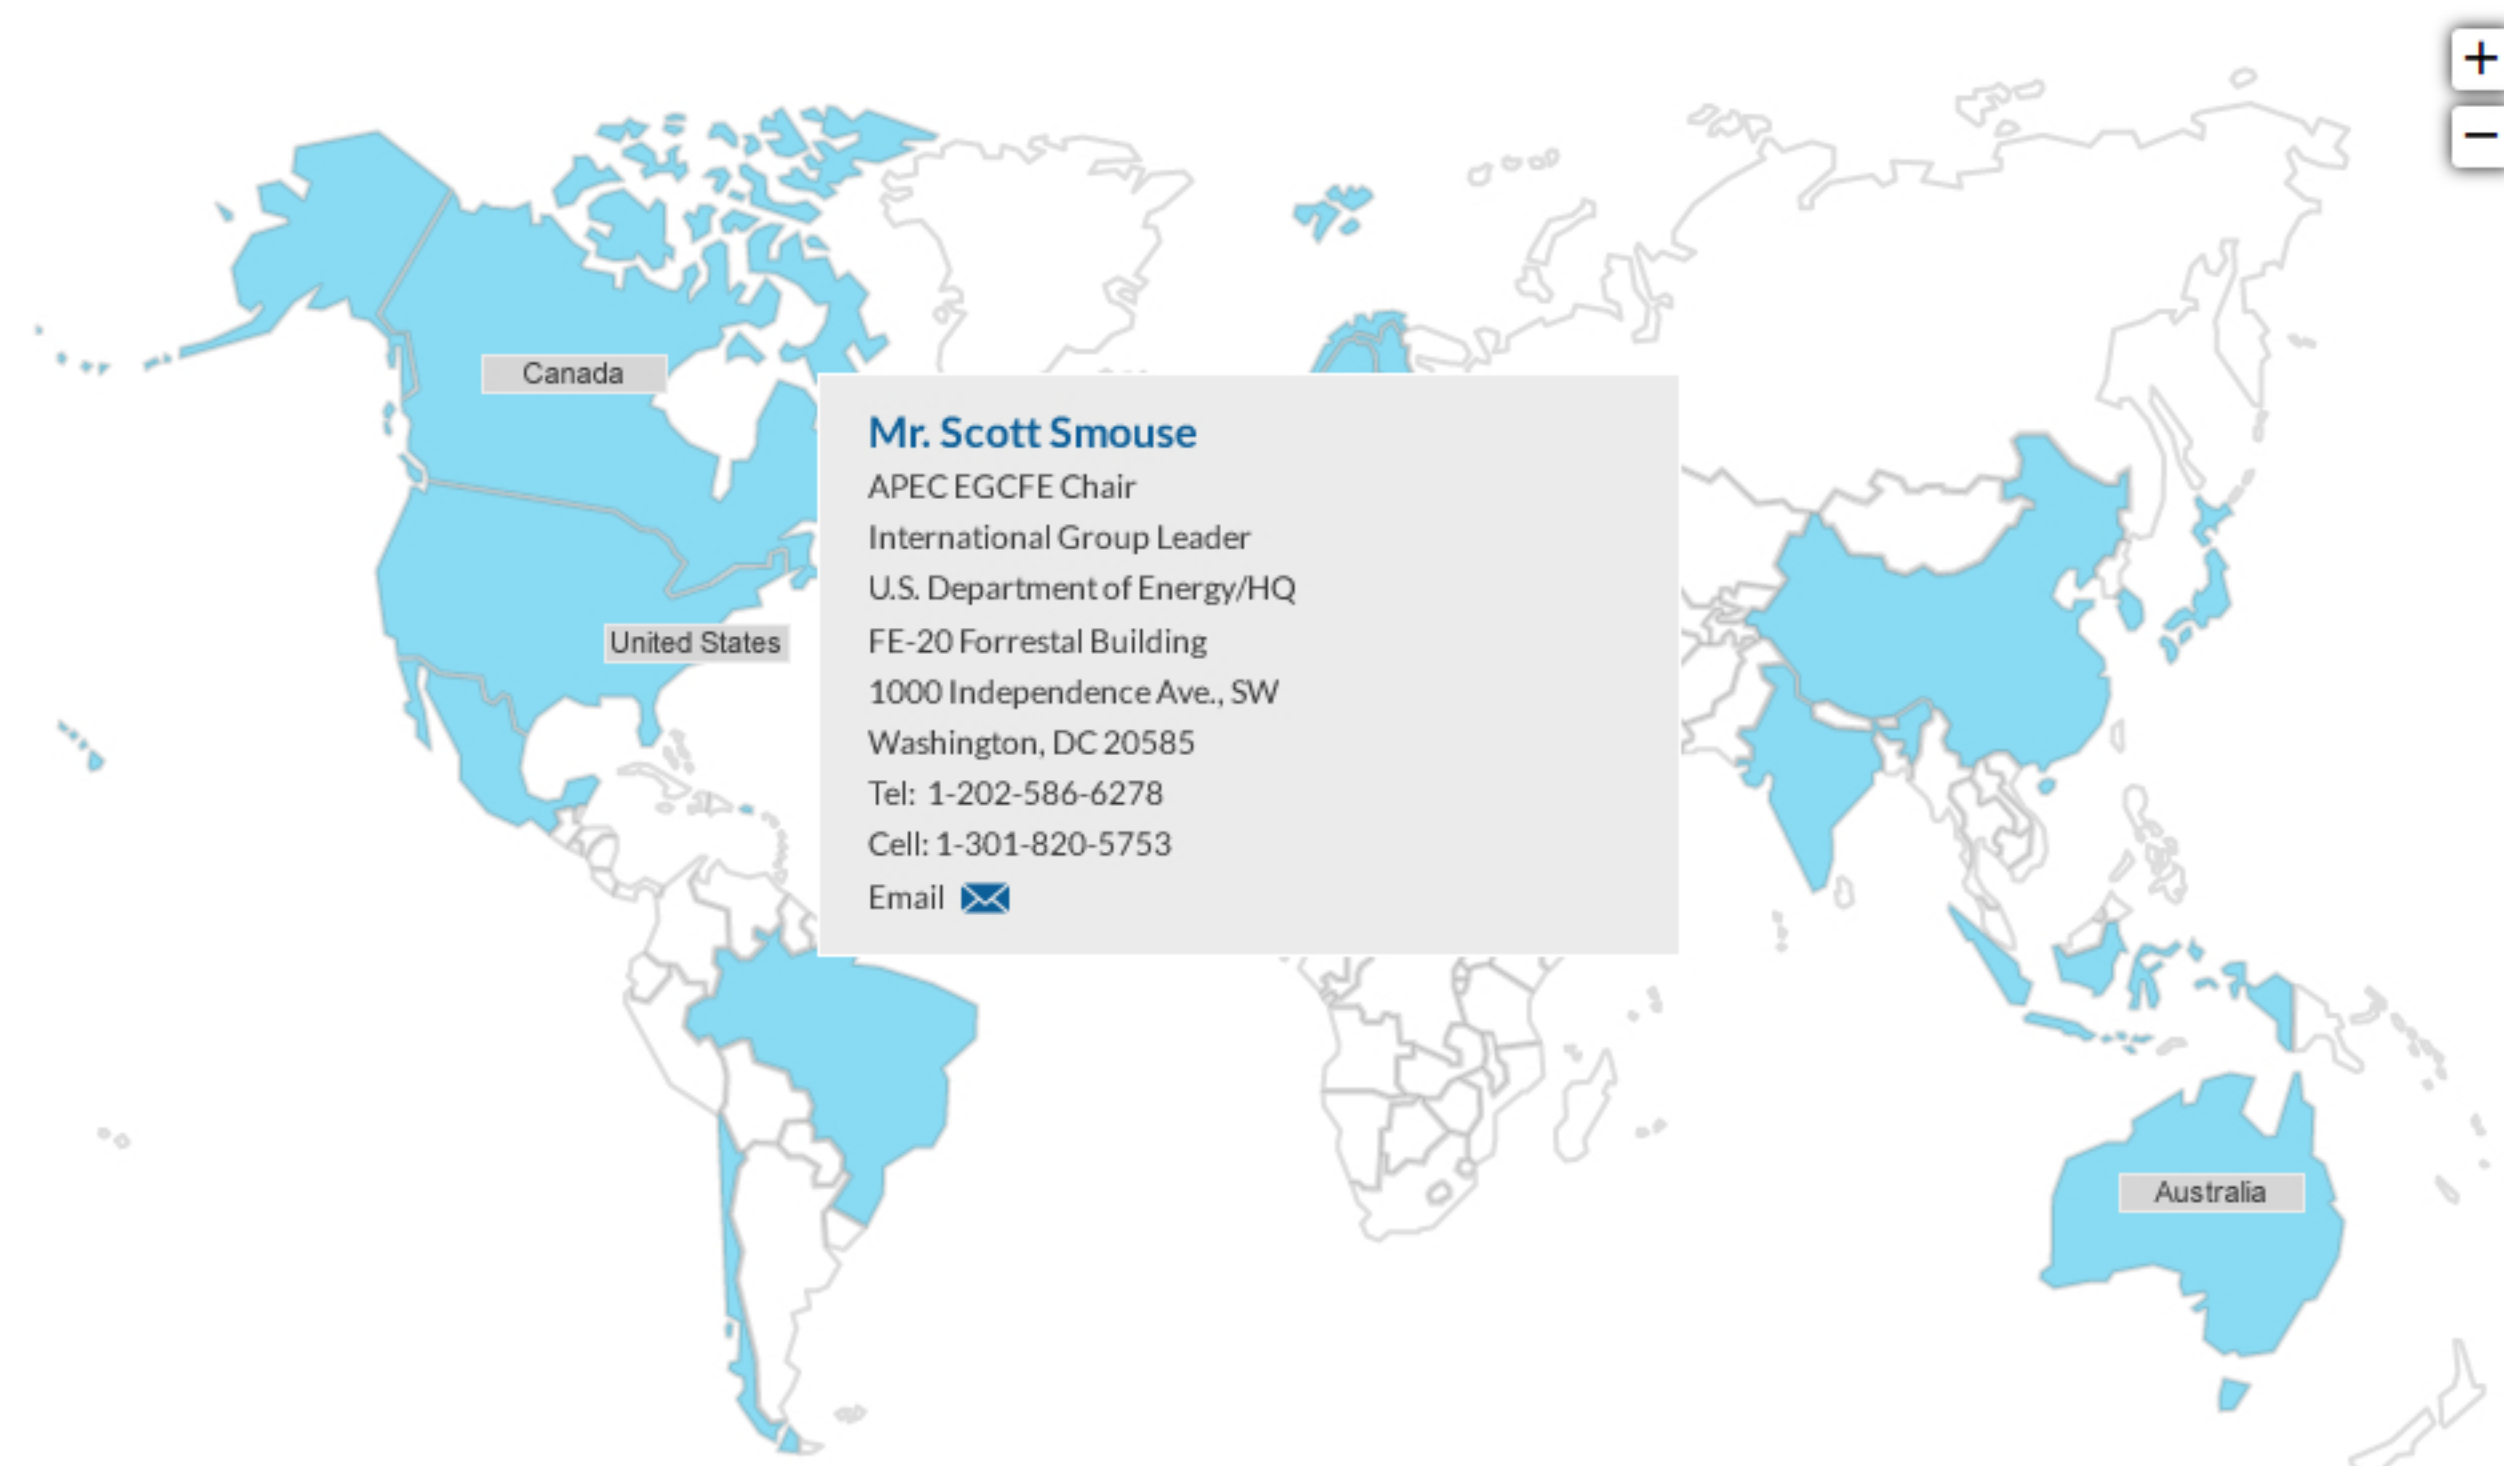 +
−
Canada
Mr. Scott Smouse
APEC EGCFE Chair
International Group Leader
U.S. Department of Energy/HQ
United States
FE-20 Forrestal Building
1000 Independence Ave., SW
Washington, DC 20585
Tel: 1-202-586-6278
Cell: 1-301-820-5753
Email
Australia